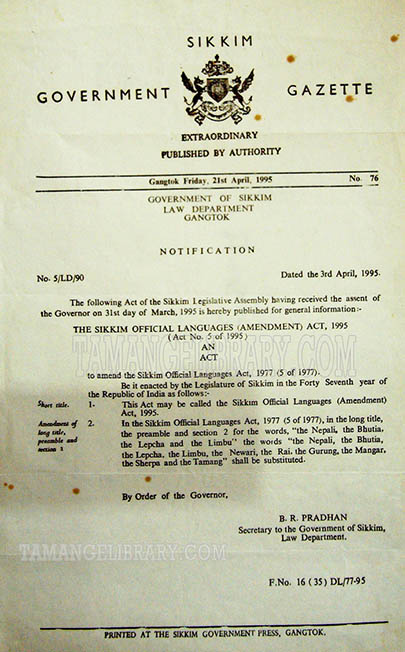 SIKKIM
GOVERNMENT GAZETTE
EXTRAORDINARY
PUBLISHED BY AUTHORITY
Gangtok Friday, 21st April, 1995 No. 76
GOVERNMENT OF SIKKIM
LAW DEPARTMENT
GANGTOK
NOTIFICATION
No. 5/LD/90 Dated the 3rd April, 1995.
The following Act of the Sikkim Legislative Assembly having received the assent of
the Governor on 31st day of March, 1995 is hereby published for general information:-
THE SIKKIM OFFICIAL LANGUAGES (AMENDMENT) ACT, 1995
(Act No. 5 of 1995)
TAMANGELIBRARY.COM
AN
ACT
to amend the Sikkim Official Languages Act, 1977 (5 of 1977).
Be it enacted by the Legislature of Sikkim in the Forty Seventh year of
the Republic of India as follows:-
Short title. 1- This Act may be called the Sikkim Official Languages (Amendment)
Act, 1995.
Amendment of 2. In the Sikkim Official Languages Act, 1977 (5 of 1977), in the long title,
long title, the preamble and section 2 for the words, "the Nepali, the Bhutia,
preamble and the Lepcha and the Limbu" the words "the Nepali, the Bhutia,
section 2 the Lepcha, the Limbu, the Newari, the Rai, the Gurung, the Mangar,
the Sherpa and the Tamang" shall be substituted.
By Order of the Governor,
B. R. PRADHAN
Secretary to the Government of Sikkim,
Law Department.
TAMANGELIBRARY.COM
F.No. 16 (35) DL/77-95
PRINTED AT THE SIKKIM GOVERNMENT PRESS, GANGTOK.